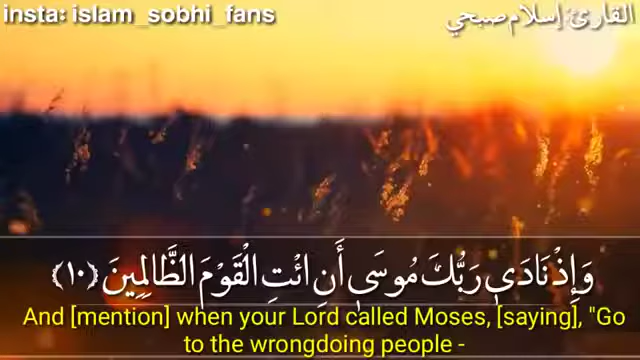 insta: islam_sobhi_fans
القارئ: إسلام صبحي
وَإِذْ نَادَىٰ رَبُّكَ مُوسَىٰ أَنِ ائْتِ الْقَوْمَ الظَّالِمِينَ ﴿١٠﴾
And [mention] when your Lord called Moses, [saying], "Go
to the wrongdoing people -